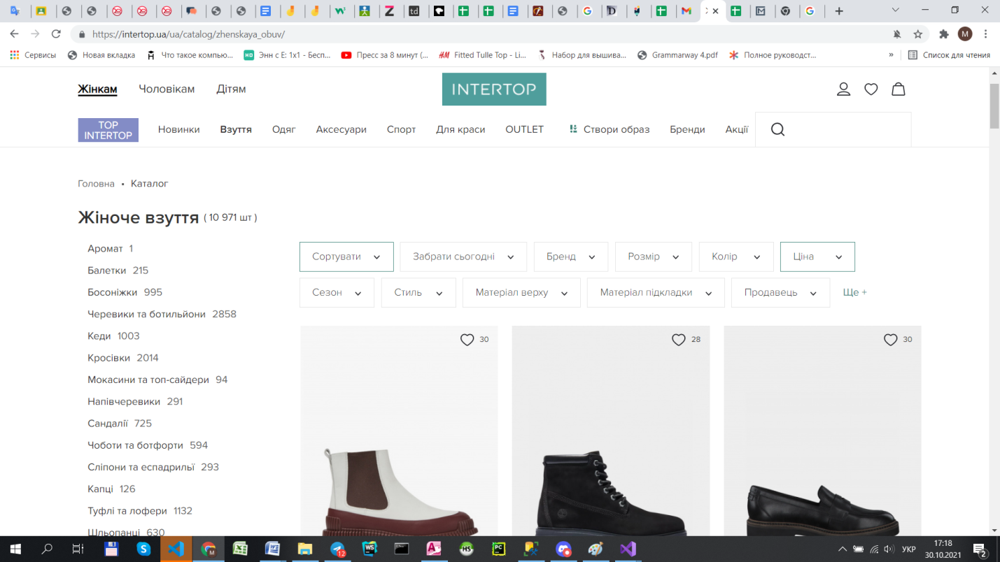 https://intertop.ua/ua/catalog/zhenskaya_obuv/
M
Сервисы
Новая вкладка
Что такое компью...
Энн с Е: 1x1 - Бесп...
Пресс за 8 минут (...
H&M Fitted Tulle Top - Li...
Набор для вышива...
Grammarway 4.pdf
Полное руководст...
»
Список для чтения
Жінкам Чоловікам Дітям
INTERTOP
TOP
INTERTOP
Новинки Взуття Одяг Аксесуари Спорт Для краси OUTLET Створи образ Бренди Акції
Головна • Каталог
Жіноче взуття ( 10 971 шт )
Аромат 1
Балетки 215
Босоніжки 995
Черевики та ботильйони 2858
Кеди 1003
Кросівки 2014
Мокасини та топ-сайдери 94
Напівчеревики 291
Сандалії 725
Чоботи та ботфорти 594
Сліпони та еспадрильї 293
Капці 126
Туфлі та лофери 1132
Шльопанці 630
Сортувати Забрати сьогодні Бренд Розмір Колір Ціна
Сезон Стиль Матеріал верху Матеріал підкладки Продавець Ще +
30
28
30
12
УКР
17:18
30.10.2021
2